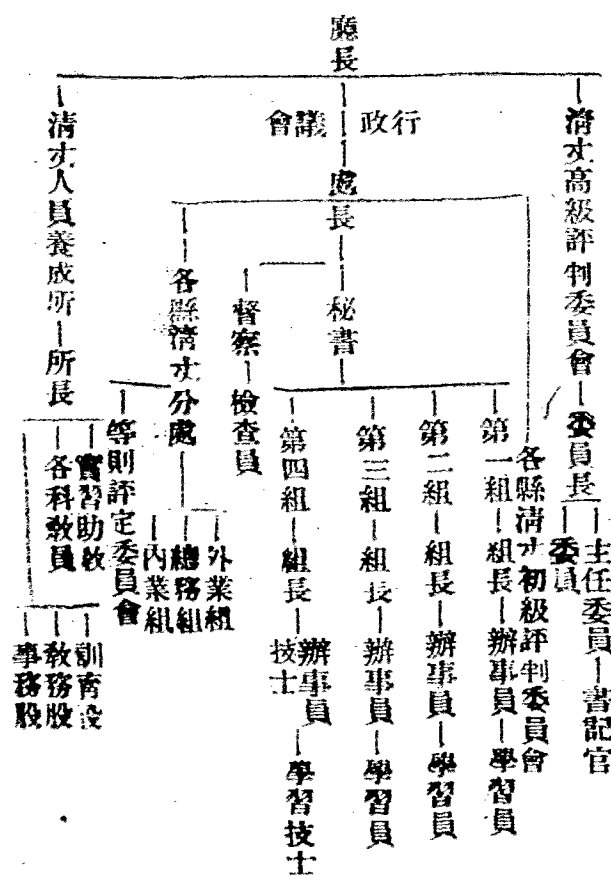 廳長
行政會議
清丈高級評判委員會
委員長
主任委員
書記官
委員
處長
各縣清丈初級評判委員會
秘書
第一組
組長
辦事員
學習員
第二組
組長
辦事員
學習員
第三組
組長
辦事員
學習員
第四組
組長
辦事員
技士
學習技士
督察
檢查員
各縣清丈分處
外業組
總務組
內業組
等則評定委員會
清丈人員養成所
所長
實習助教
各科教員
訓育股
教務股
事務股